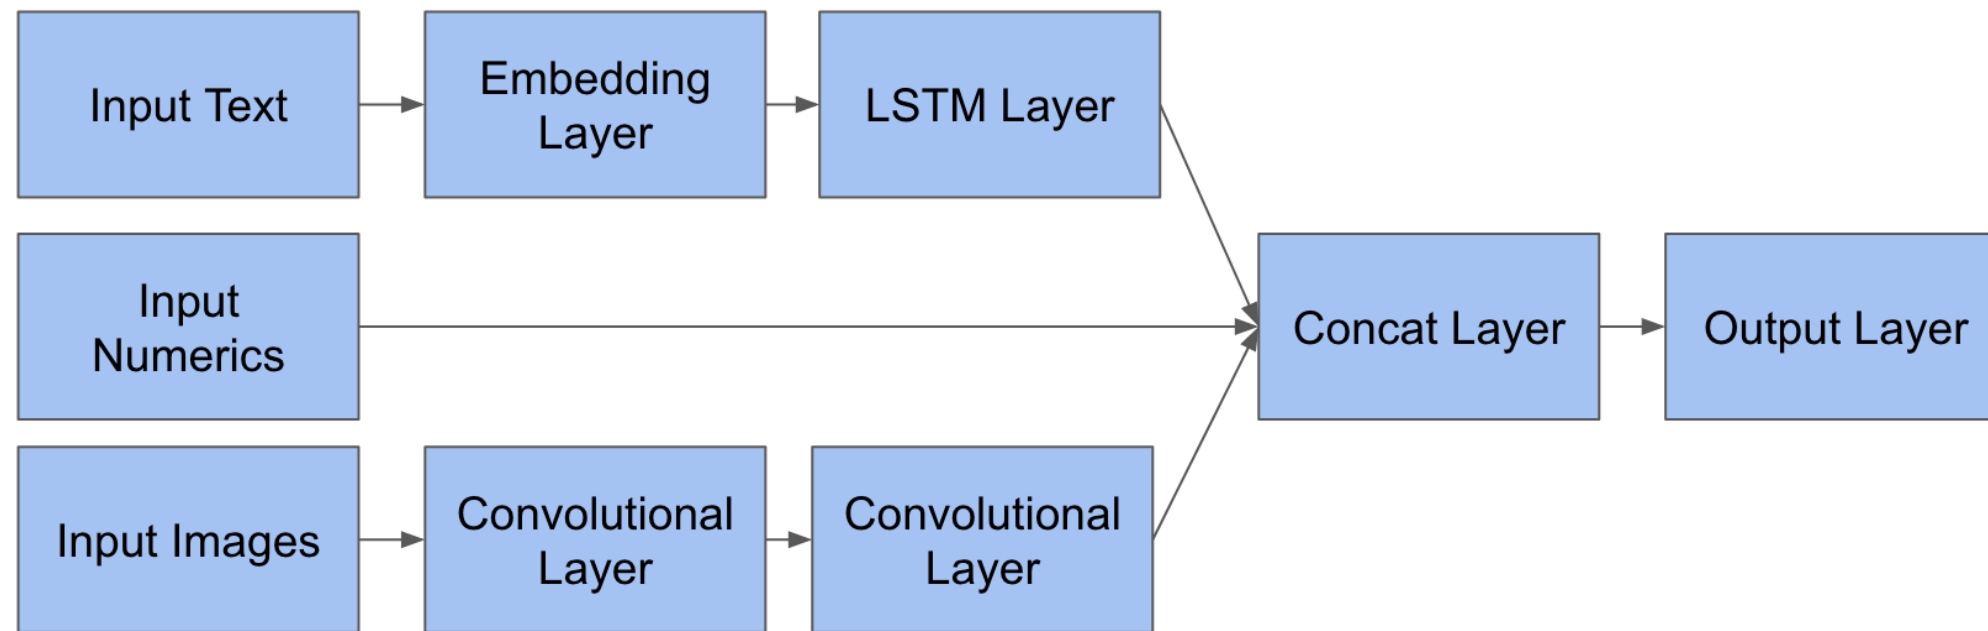 Input Text
Embedding
Layer
LSTM Layer
Input
Numerics
Concat Layer
Output Layer
Input Images
Convolutional
Layer
Convolutional
Layer